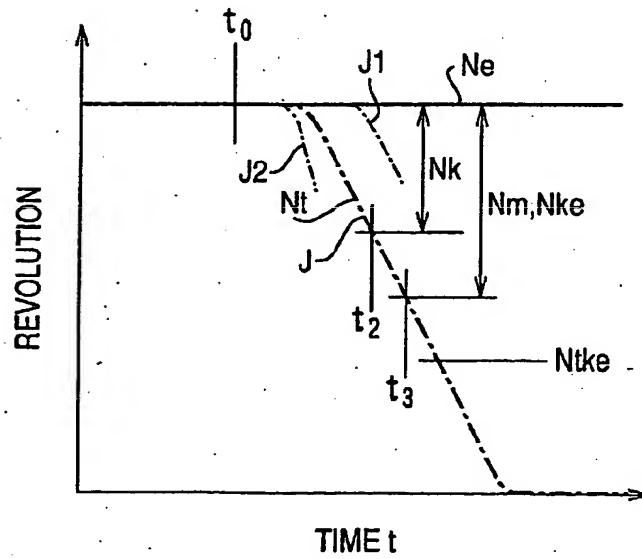 t0
J1
Ne
J2
Nk
Nt
Nm,Nke
J
REVOLUTION
t2
Ntke
t3
TIME t